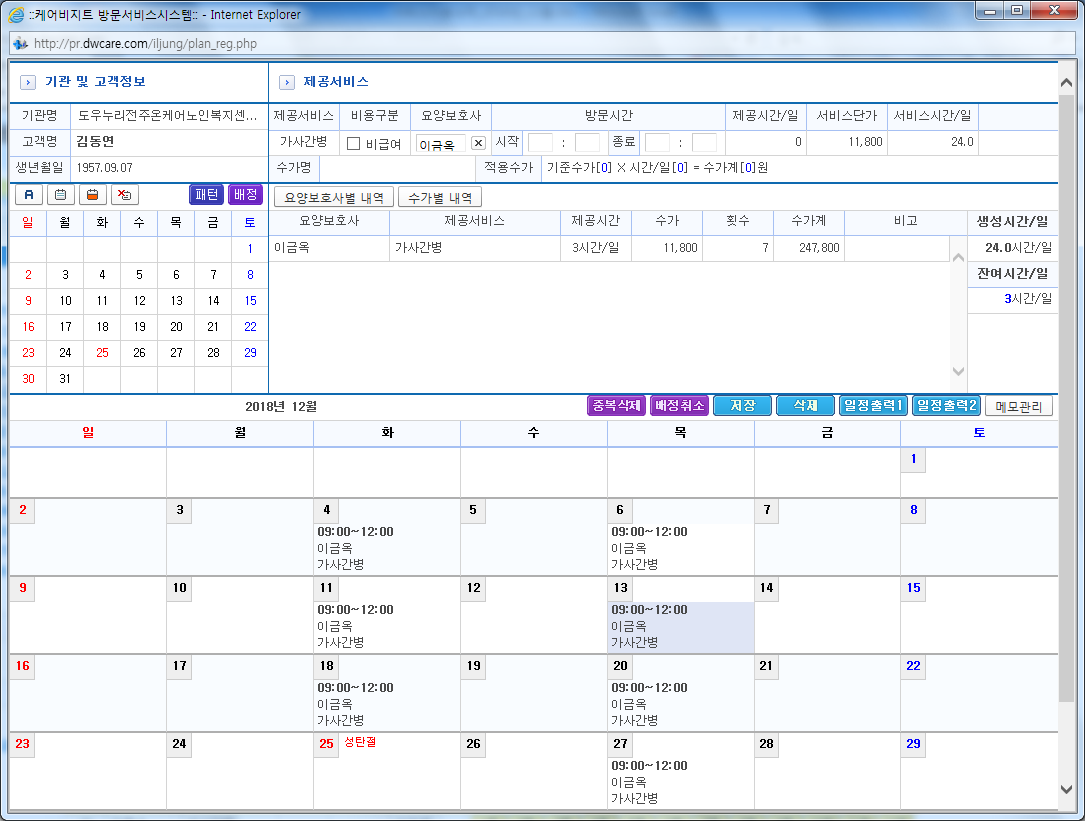 ::케어비지트 방문서비스시스템:: - Internet Explorer
http://pr.dwcare.com/iljung/plan_reg.php
기관 및 고객정보
기관명 도우누리전주온케어노인복지센...
고객명 김동연
생년월일 1957.09.07
제공서비스
제공서비스 비용구분 요양보호사 방문시간 제공시간/일 서비스단가 서비스시간/일
가사간병 비급여 이금옥 시작 : 종료 : 0 11,800 24.0
수가명 적용수가 기준수가[0] X 시간/일[0] = 수가계[0]원
A 패턴 배정
일 월 화 수 목 금 토
1
2 3 4 5 6 7 8
9 10 11 12 13 14 15
16 17 18 19 20 21 22
23 24 25 26 27 28 29
30 31
요양보호사별 내역 수가별 내역
요양보호사 제공서비스 제공시간 수가 횟수 수가계 비고
이금옥 가사간병 3시간/일 11,800 7 247,800
생성시간/일
24.0시간/일
잔여시간/일
3시간/일
2018년 12월 중복삭제 배정취소 저장 삭제 일정출력1 일정출력2 메모관리
일 월 화 수 목 금 토
1
2 3 4 5 6 7 8
09:00~12:00 09:00~12:00
이금옥 이금옥
가사간병 가사간병
9 10 11 12 13 14 15
09:00~12:00 09:00~12:00
이금옥 이금옥
가사간병 가사간병
16 17 18 19 20 21 22
09:00~12:00 09:00~12:00
이금옥 이금옥
가사간병 가사간병
23 24 25 성탄절 26 27 28 29
09:00~12:00
이금옥
가사간병